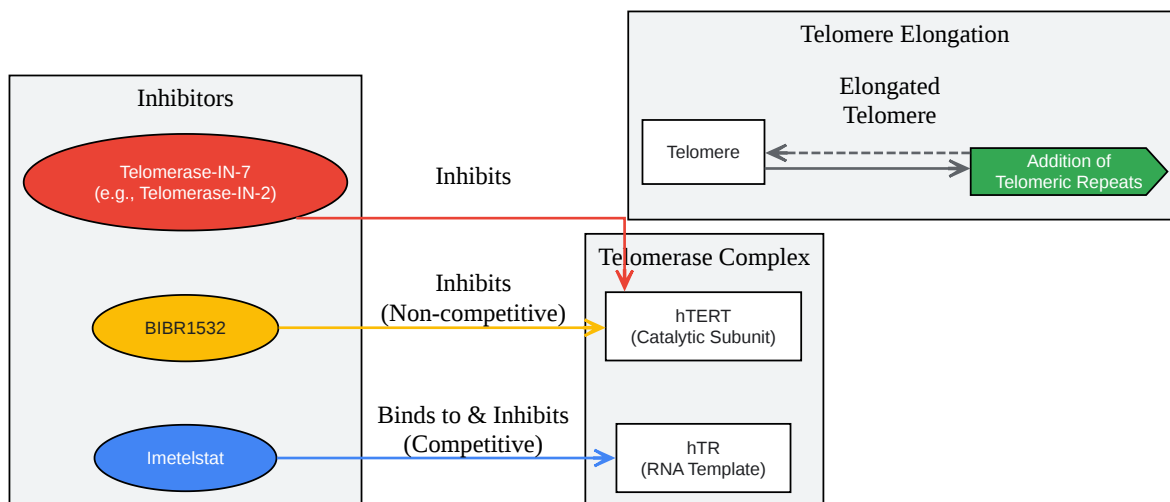 Telomere Elongation
Elongated
Telomere
Telomere
Addition of
Telomeric Repeats
Inhibitors
Telomerase-IN-7
(e.g., Telomerase-IN-2)
Inhibits
Telomerase Complex
BIBR1532
Inhibits
(Non-competitive)
hTERT
(Catalytic Subunit)
Imetelstat
Binds to & Inhibits
(Competitive)
hTR
(RNA Template)